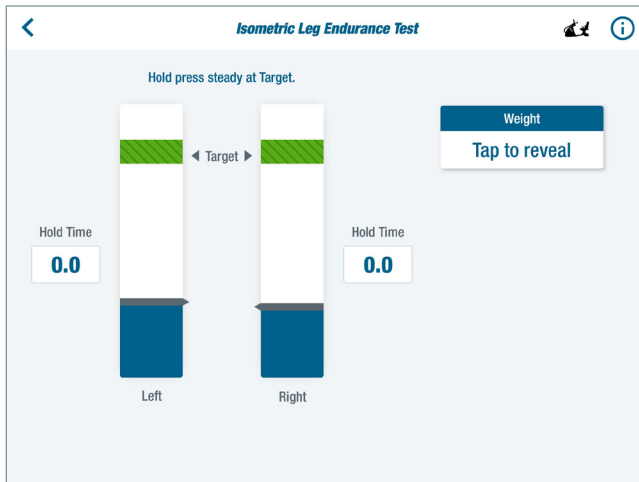 Isometric Leg Endurance Test
Hold press steady at Target.
Weight
Tap to reveal
Target
Hold Time
0.0
Hold Time
0.0
Left
Right